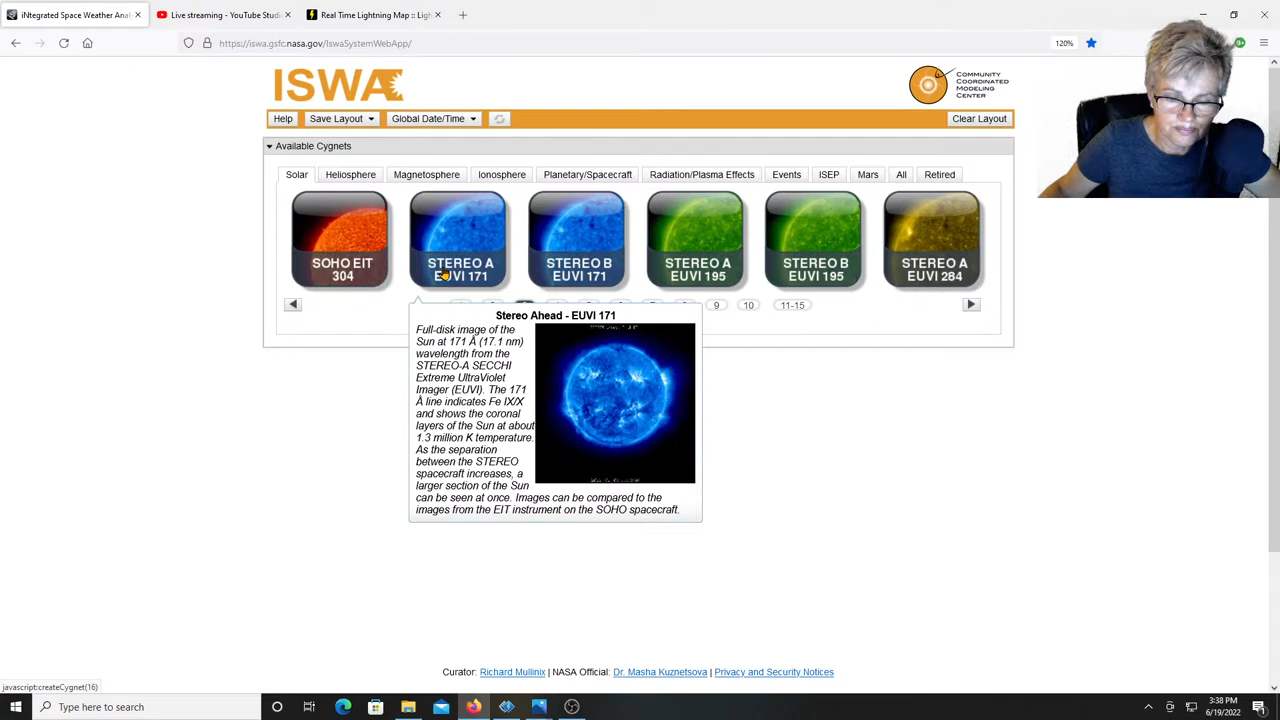 iNtegrated Space Weather Anal
Live streaming - YouTube Studi
Real Time Lightning Map :: Ligh
https://iswa.gsfc.nasa.gov/IswaSystemWebApp/
120%
ISWA
COMMUNITY
COORDINATED
MODELING
CENTER
Help
Save Layout
Global Date/Time
Clear Layout
Available Cygnets
Solar
Heliosphere
Magnetosphere
Ionosphere
Planetary/Spacecraft
Radiation/Plasma Effects
Events
ISEP
Mars
All
Retired
SOHO EIT
304
STEREO A
EUVI 171
STEREO B
EUVI 171
STEREO A
EUVI 195
STEREO B
EUVI 195
STEREO A
EUVI 284
9
10
11-15
Stereo Ahead - EUVI 171
Full-disk image of the
Sun at 171 Å (17.1 nm)
wavelength from the
STEREO-A SECCHI
Extreme UltraViolet
Imager (EUVI). The 171
Å line indicates Fe IX/X
and shows the coronal
layers of the Sun at about
1.3 million K temperature.
As the separation
between the STEREO
spacecraft increases, a
larger section of the Sun
can be seen at once. Images can be compared to the
images from the EIT instrument on the SOHO spacecraft.
Curator: Richard Mullinix | NASA Official: Dr. Masha Kuznetsova | Privacy and Security Notices
javascript:createCygnet(16)
Type here to search
3:38 PM
6/19/2022